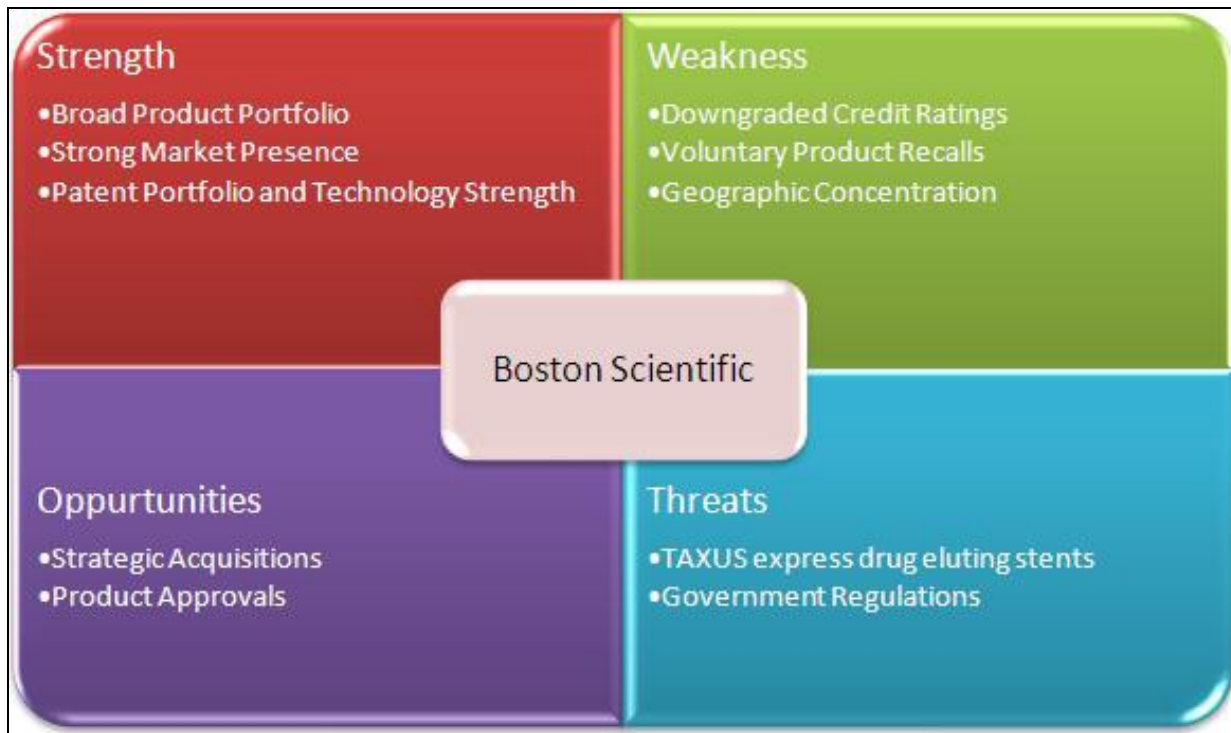 Strength
•Broad Product Portfolio
•Strong Market Presence
•Patent Portfolio and Technology Strength
Weakness
•Downgraded Credit Ratings
•Voluntary Product Recalls
•Geographic Concentration
Boston Scientific
Oppurtunities
•Strategic Acquisitions
•Product Approvals
Threats
•TAXUS express drug eluting stents
•Government Regulations